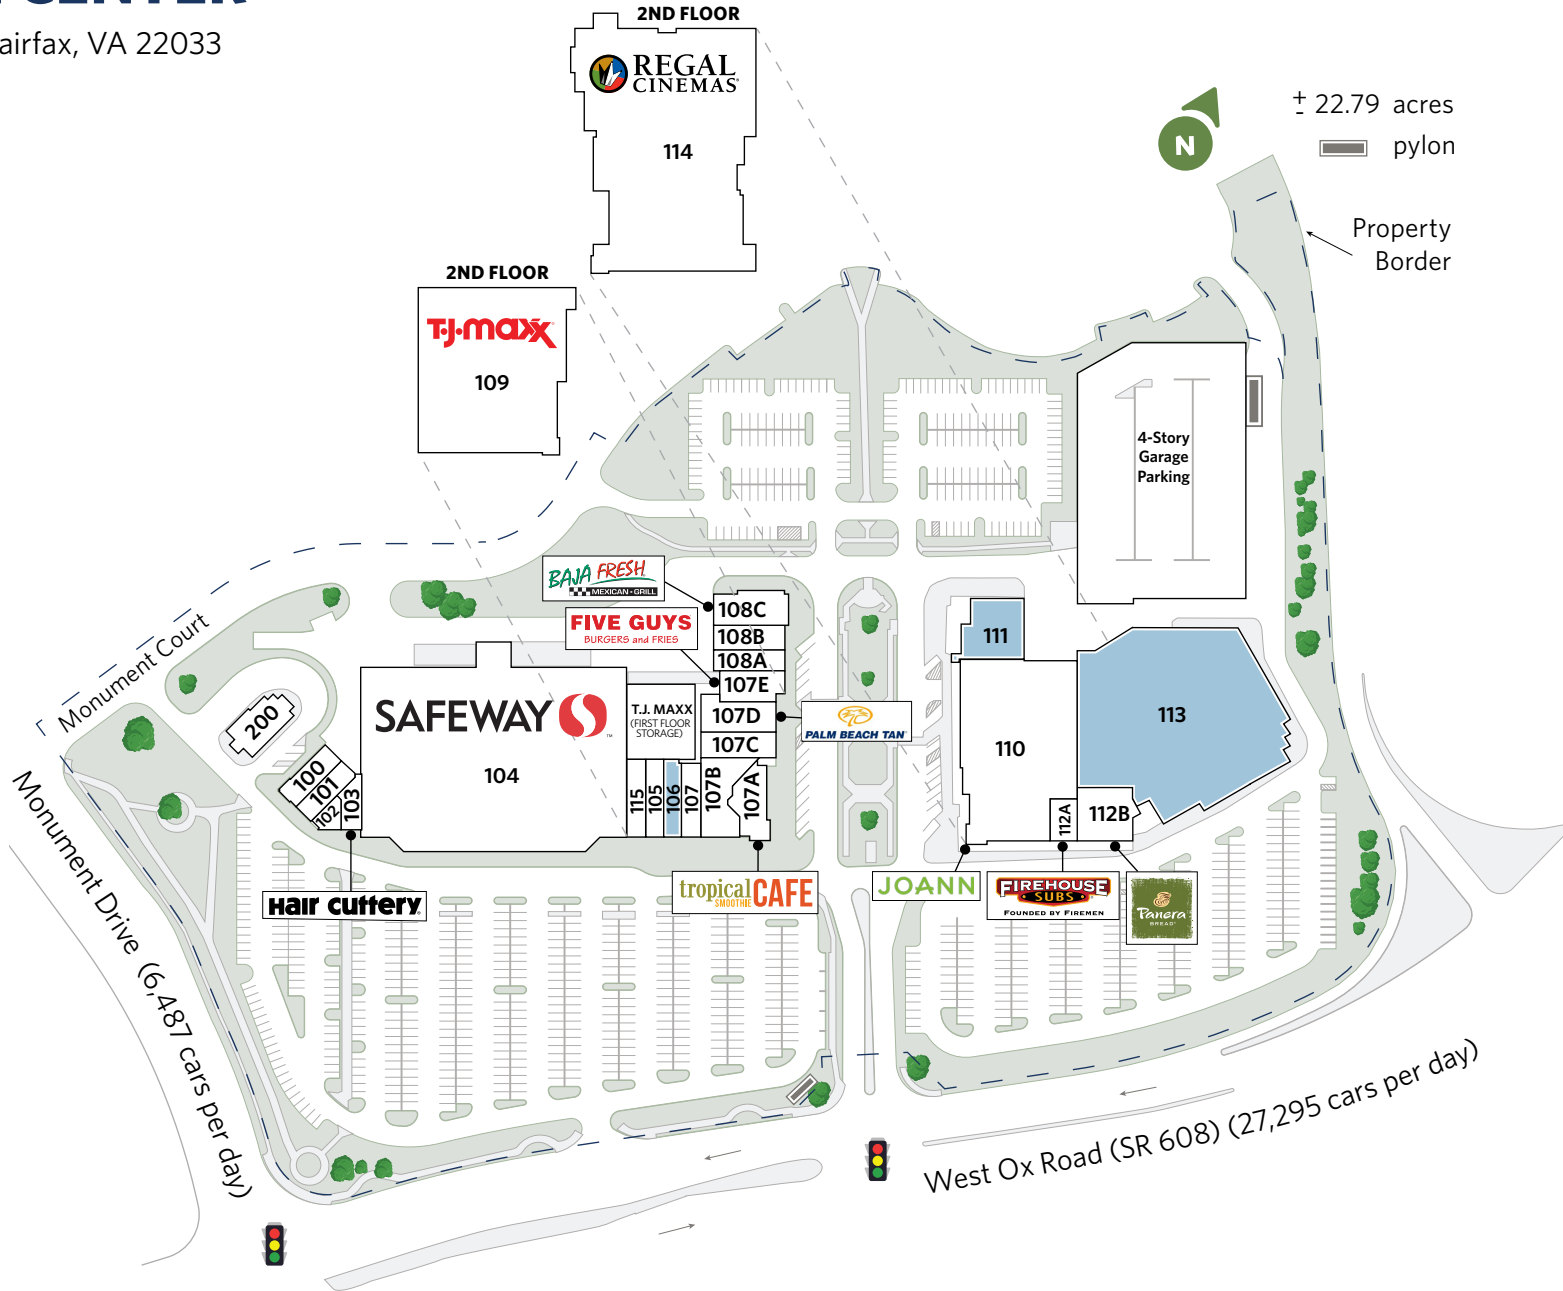 CENTER
airfax, VA 22033
2ND FLOOR
REGAL
CINEMAS
114
N
± 22.79 acres
pylon
Property
Border
2ND FLOOR
T·J·maxx
109
4-Story
Garage
Parking
BAJA FRESH
MEXICAN • GRILL
FIVE GUYS
BURGERS and FRIES
108C
108B
108A
107E
107D
107C
107B
107A
PALM BEACH TAN
Monument Court
200
100
101
102
103
SAFEWAY
104
T.J. MAXX
(FIRST FLOOR
STORAGE)
115
105
106
107
111
110
113
112A
112B
Hair Cuttery
tropical
SMOOTHIE CAFE
JOANN
FIREHOUSE
SUBS
FOUNDED BY FIREMEN
Panera
BREAD
Monument Drive (6,487 cars per day)
West Ox Road (SR 608) (27,295 cars per day)